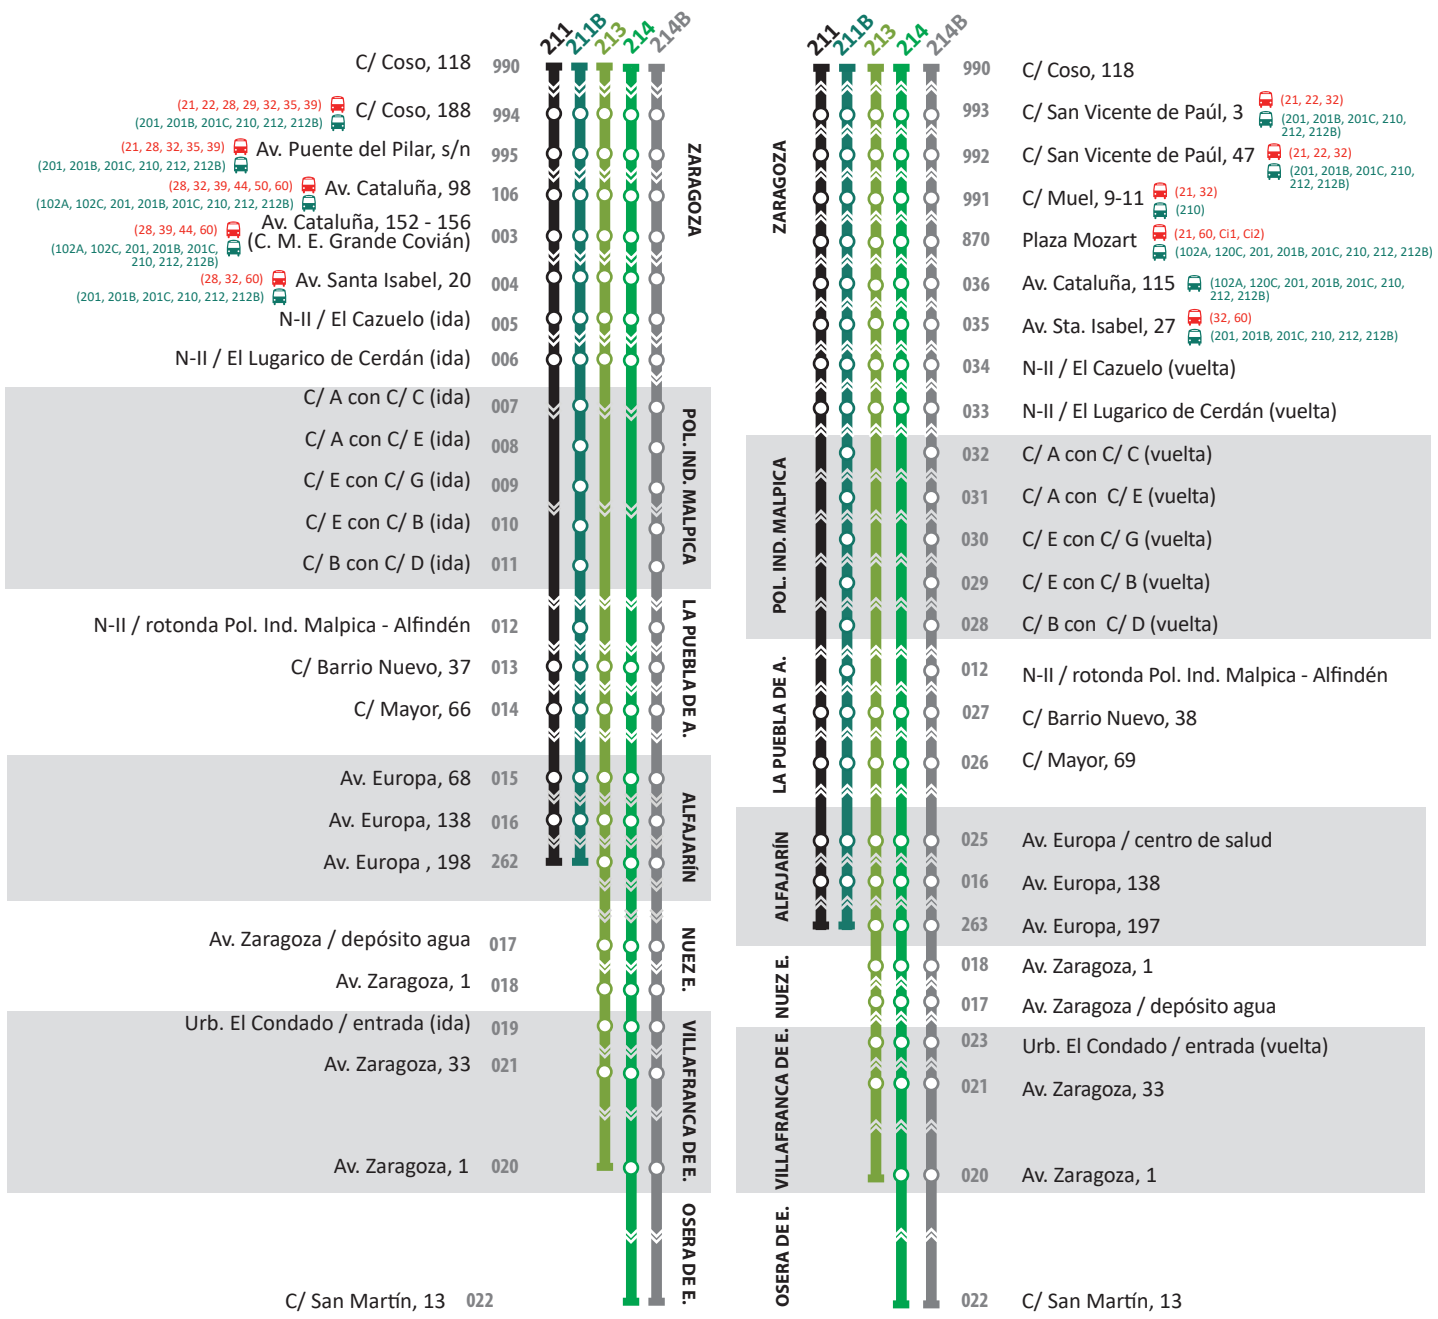 211 211B 213 214 214B
C/ Coso, 118 990
(21, 22, 28, 29, 32, 35, 39)
(201, 201B, 201C, 210, 212, 212B)
C/ Coso, 188 994
(21, 28, 32, 35, 39)
(201, 201B, 201C, 210, 212, 212B)
Av. Puente del Pilar, s/n 995
(28, 32, 39, 44, 50, 60)
(102A, 102C, 201, 201B, 201C, 210, 212, 212B)
Av. Cataluña, 98 106
(28, 39, 44, 60)
(102A, 102C, 201, 201B, 201C,
210, 212, 212B)
Av. Cataluña, 152 - 156
(C. M. E. Grande Covián) 003
(28, 32, 60)
(201, 201B, 201C, 210, 212, 212B)
Av. Santa Isabel, 20 004
N-II / El Cazuelo (ida) 005
N-II / El Lugarico de Cerdán (ida) 006
ZARAGOZA
C/ A con C/ C (ida) 007
C/ A con C/ E (ida) 008
C/ E con C/ G (ida) 009
C/ E con C/ B (ida) 010
C/ B con C/ D (ida) 011
POL. IND. MALPICA
N-II / rotonda Pol. Ind. Malpica - Alfindén 012
C/ Barrio Nuevo, 37 013
C/ Mayor, 66 014
LA PUEBLA DE A.
Av. Europa, 68 015
Av. Europa, 138 016
Av. Europa , 198 262
ALFAJARÍN
Av. Zaragoza / depósito agua 017
Av. Zaragoza, 1 018
NUEZ E.
Urb. El Condado / entrada (ida) 019
Av. Zaragoza, 33 021
Av. Zaragoza, 1 020
VILLAFRANCA DE E.
C/ San Martín, 13 022
OSERA DE E.
211 211B 213 214 214B
990 C/ Coso, 118
993 C/ San Vicente de Paúl, 3
(21, 22, 32)
(201, 201B, 201C, 210,
212, 212B)
992 C/ San Vicente de Paúl, 47
(21, 22, 32)
(201, 201B, 201C, 210,
212, 212B)
991 C/ Muel, 9-11
(21, 32)
(210)
870 Plaza Mozart
(21, 60, Ci1, Ci2)
(102A, 120C, 201, 201B, 201C, 210, 212, 212B)
036 Av. Cataluña, 115
(102A, 120C, 201, 201B, 201C, 210,
212, 212B)
035 Av. Sta. Isabel, 27
(32, 60)
(201, 201B, 201C, 210, 212, 212B)
034 N-II / El Cazuelo (vuelta)
033 N-II / El Lugarico de Cerdán (vuelta)
ZARAGOZA
032 C/ A con C/ C (vuelta)
031 C/ A con C/ E (vuelta)
030 C/ E con C/ G (vuelta)
029 C/ E con C/ B (vuelta)
028 C/ B con C/ D (vuelta)
POL. IND. MALPICA
012 N-II / rotonda Pol. Ind. Malpica - Alfindén
027 C/ Barrio Nuevo, 38
026 C/ Mayor, 69
LA PUEBLA DE A.
025 Av. Europa / centro de salud
016 Av. Europa, 138
263 Av. Europa, 197
ALFAJARÍN
018 Av. Zaragoza, 1
017 Av. Zaragoza / depósito agua
NUEZ E.
023 Urb. El Condado / entrada (vuelta)
021 Av. Zaragoza, 33
020 Av. Zaragoza, 1
VILLAFRANCA DE E.
022 C/ San Martín, 13
OSERA DE E.